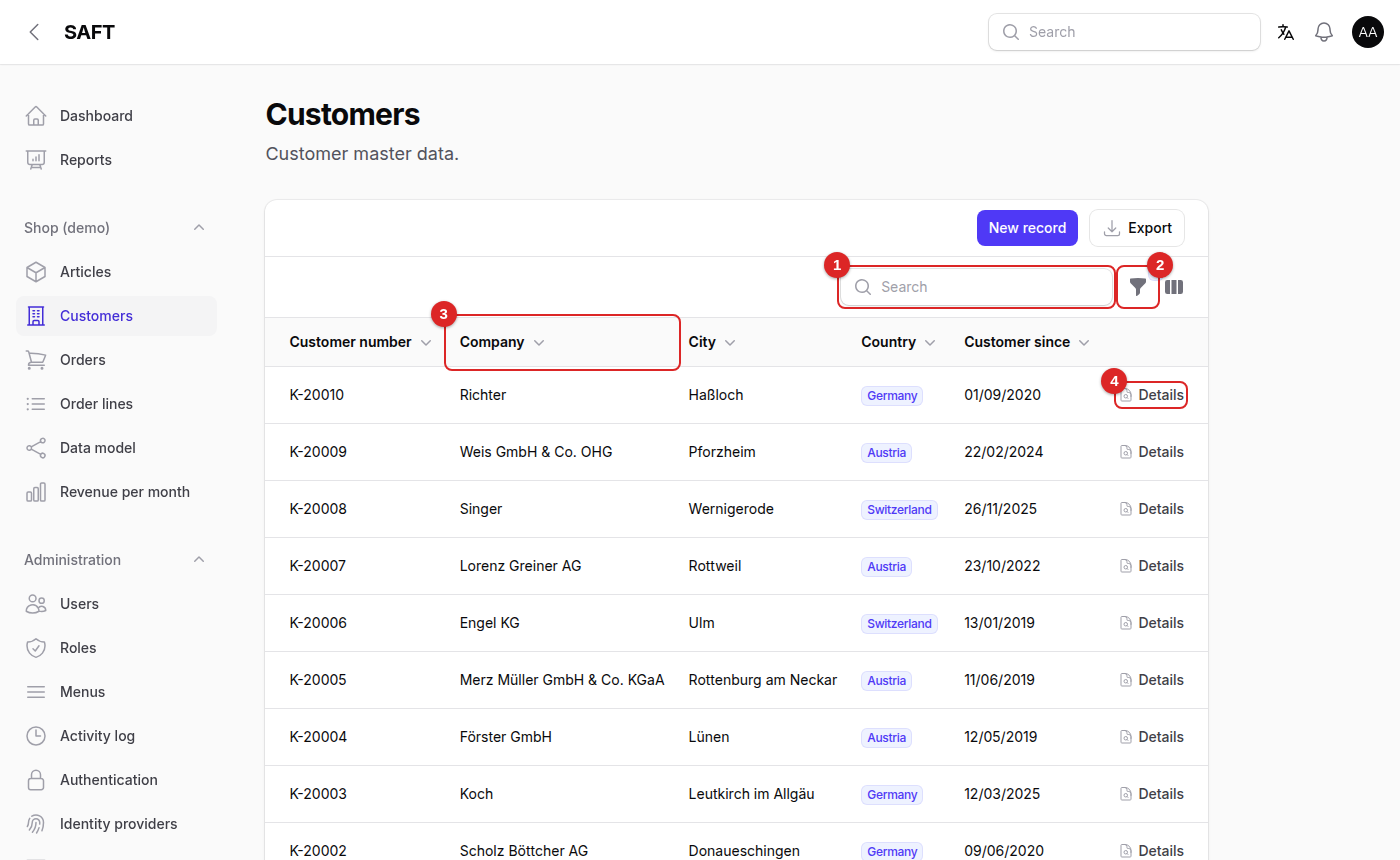 SAFT
Search
AA
Dashboard
Reports
Shop (demo)
Articles
Customers
Orders
Order lines
Data model
Revenue per month
Administration
Users
Roles
Menus
Activity log
Authentication
Identity providers
Customers
Customer master data.
New record
Export
1
Search
2
3
Customer number Company City Country Customer since
4
K-20010 Richter Haßloch Germany 01/09/2020 Details
K-20009 Weis GmbH & Co. OHG Pforzheim Austria 22/02/2024 Details
K-20008 Singer Wernigerode Switzerland 26/11/2025 Details
K-20007 Lorenz Greiner AG Rottweil Austria 23/10/2022 Details
K-20006 Engel KG Ulm Switzerland 13/01/2019 Details
K-20005 Merz Müller GmbH & Co. KGaA Rottenburg am Neckar Austria 11/06/2019 Details
K-20004 Förster GmbH Lünen Austria 12/05/2019 Details
K-20003 Koch Leutkirch im Allgäu Germany 12/03/2025 Details
K-20002 Scholz Böttcher AG Donaueschingen Germany 09/06/2020 Details